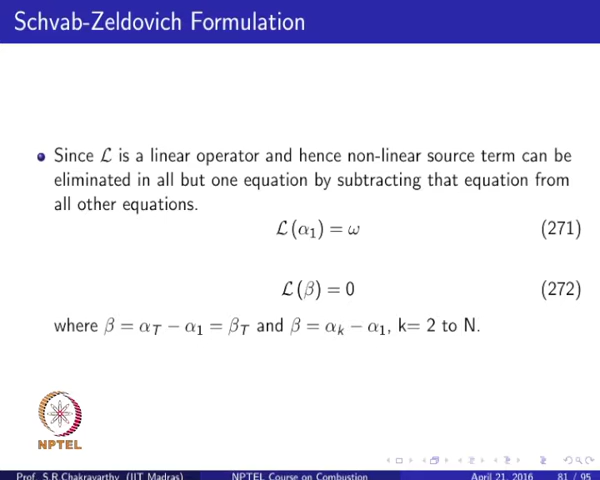 Schvab-Zeldovich Formulation
Since ℒ is a linear operator and hence non-linear source term can be
eliminated in all but one equation by subtracting that equation from
all other equations.
ℒ(α₁) = ω (271)
ℒ(β) = 0 (272)
where β = α_T − α₁ = β_T and β = α_k − α₁, k= 2 to N.
NPTEL
Prof. S.R.Chakravarthy (IIT Madras) NPTEL Course on Combustion April 21, 2016 81 / 95